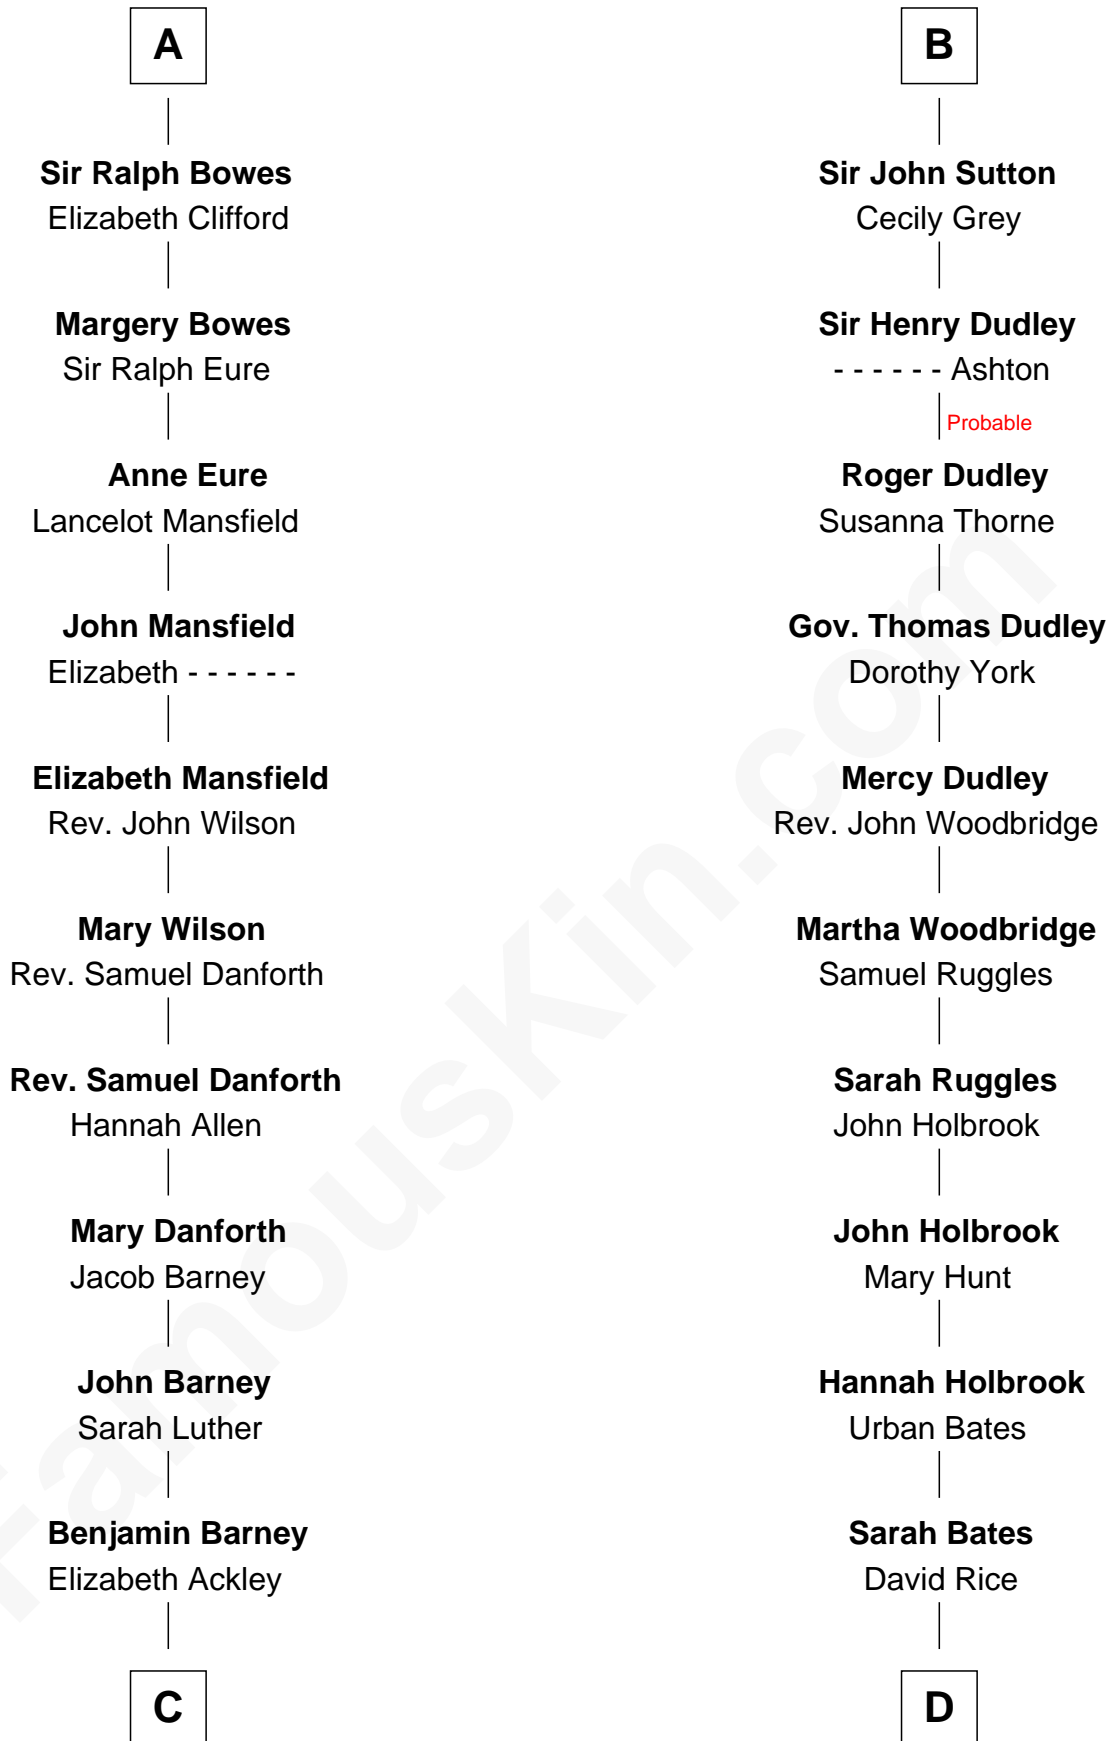 A
Sir Ralph Bowes
Elizabeth Clifford
Margery Bowes
Sir Ralph Eure
Anne Eure
Lancelot Mansfield
John Mansfield
Elizabeth - - - - - -
Elizabeth Mansfield
Rev. John Wilson
Mary Wilson
Rev. Samuel Danforth
Rev. Samuel Danforth
Hannah Allen
Mary Danforth
Jacob Barney
John Barney
Sarah Luther
Benjamin Barney
Elizabeth Ackley
C
B
Sir John Sutton
Cecily Grey
Sir Henry Dudley
- - - - - - Ashton
Probable
Roger Dudley
Susanna Thorne
Gov. Thomas Dudley
Dorothy York
Mercy Dudley
Rev. John Woodbridge
Martha Woodbridge
Samuel Ruggles
Sarah Ruggles
John Holbrook
John Holbrook
Mary Hunt
Hannah Holbrook
Urban Bates
Sarah Bates
David Rice
D
FamousKin.com